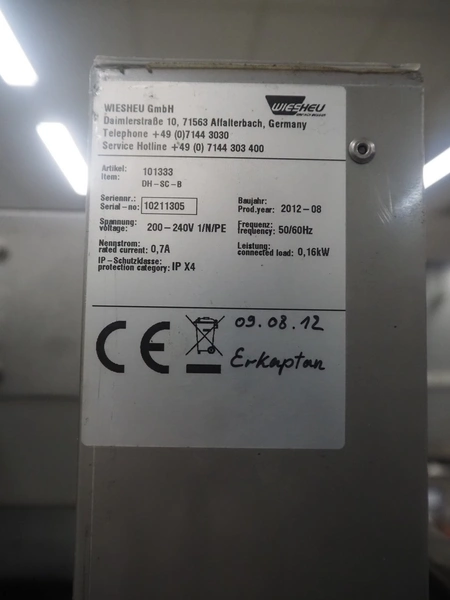 WIESHEU GmbH
WIESHEU
Daimlerstraße 10, 71563 Affalterbach, Germany
Telephone +49 (0)7144 3030
Service Holline +49 (0) 7144 303 400
Artikel: 101333
Item: DH-SC-B
Seriennr.:
Serial-no: 10211305
Baujahr:
Prod.year: 2012-08
Spannung:
voltage: 200-240V 1/N/PE
Frequenz:
frequency: 50/60Hz
Nennstrom:
rated current: 0,7A
Leistung:
connected load: 0,16kW
IP-Schutzklasse:
protection category: IP X4
CE
09.08.12
Erkaptan